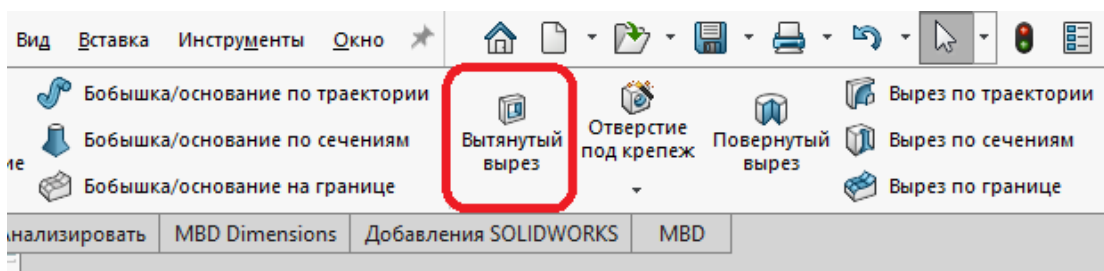 Вид Вставка Инструменты Окно
Бобышка/основание по траектории
Бобышка/основание по сечениям
Бобышка/основание на границе
Вытянутый
вырез
Отверстие
под крепеж
Повернутый
вырез
Вырез по траектории
Вырез по сечениям
Вырез по границе
MBD Dimensions Добавления SOLIDWORKS MBD